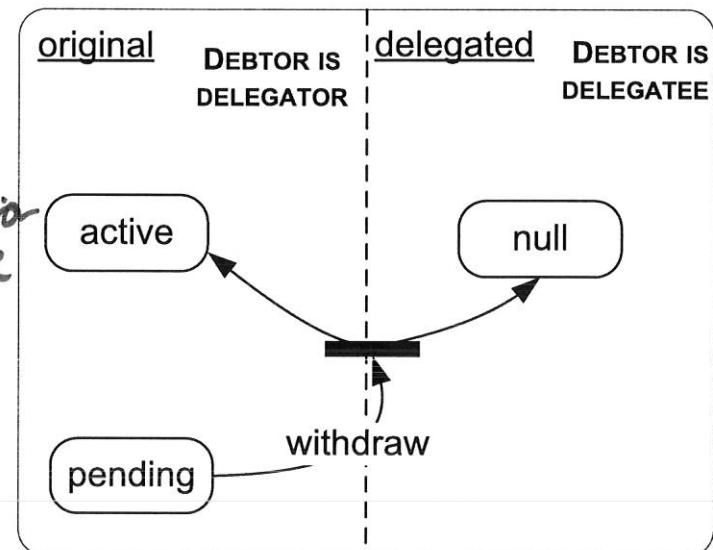 original
DEBTOR IS
DELEGATOR
delegated
DEBTOR IS
DELEGATEE
active
null
withdraw
pending